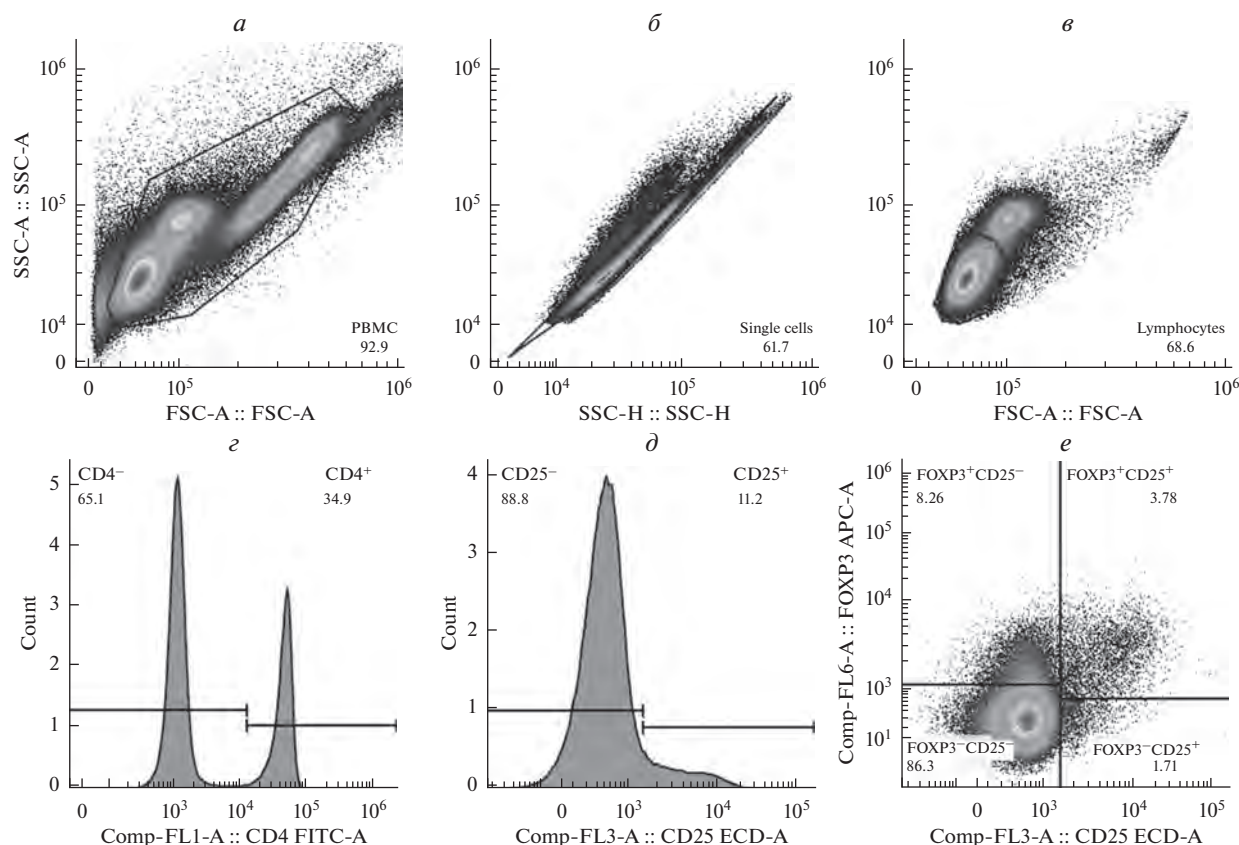 а
10⁶
10⁵
10⁴
0
SSC-A :: SSC-A
PBMC
92.9
0
10⁵
10⁶
FSC-A :: FSC-A
б
10⁶
10⁵
10⁴
0
Single cells
61.7
0
10⁴
10⁵
10⁶
SSC-H :: SSC-H
в
10⁶
10⁵
10⁴
0
Lymphocytes
68.6
0
10⁵
10⁶
FSC-A :: FSC-A
г
CD4⁻
65.1
CD4⁺
34.9
5
4
3
2
1
0
Count
0
10³
10⁴
10⁵
10⁶
Comp-FL1-A :: CD4 FITC-A
д
CD25⁻
88.8
CD25⁺
11.2
4
3
2
1
0
Count
0
10³
10⁴
10⁵
Comp-FL3-A :: CD25 ECD-A
е
FOXP3⁺CD25⁻
8.26
FOXP3⁺CD25⁺
3.78
10⁶
10⁵
10⁴
10³
10¹
Comp-FL6-A :: FOXP3 APC-A
FOXP3⁻CD25⁻
86.3
FOXP3⁻CD25⁺
1.71
0
10³
10⁴
10⁵
Comp-FL3-A :: CD25 ECD-A